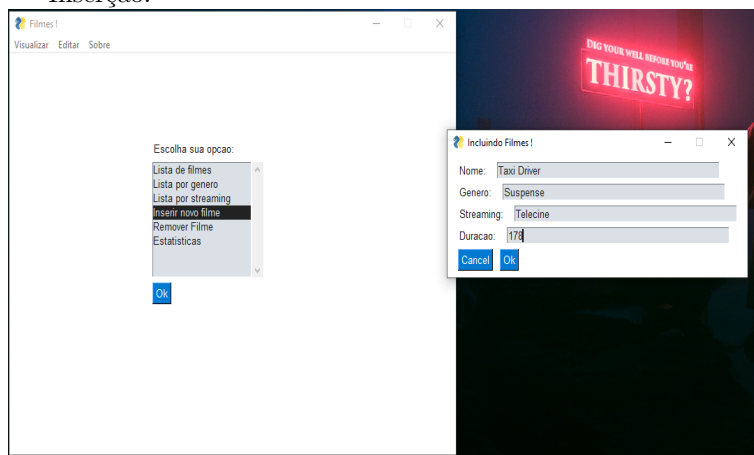 Inserção:
Filmes!
Visualizar Editar Sobre
Escolha sua opcao:
Lista de filmes
Lista por genero
Lista por streaming
Inserir novo filme
Remover Filme
Estatisticas
Ok
DIG YOUR WELL BEFORE YOU'RE
THIRSTY?
Incluindo Filmes!
Nome: Taxi Driver
Genero: Suspense
Streaming: Telecine
Duracao: 178
Cancel Ok